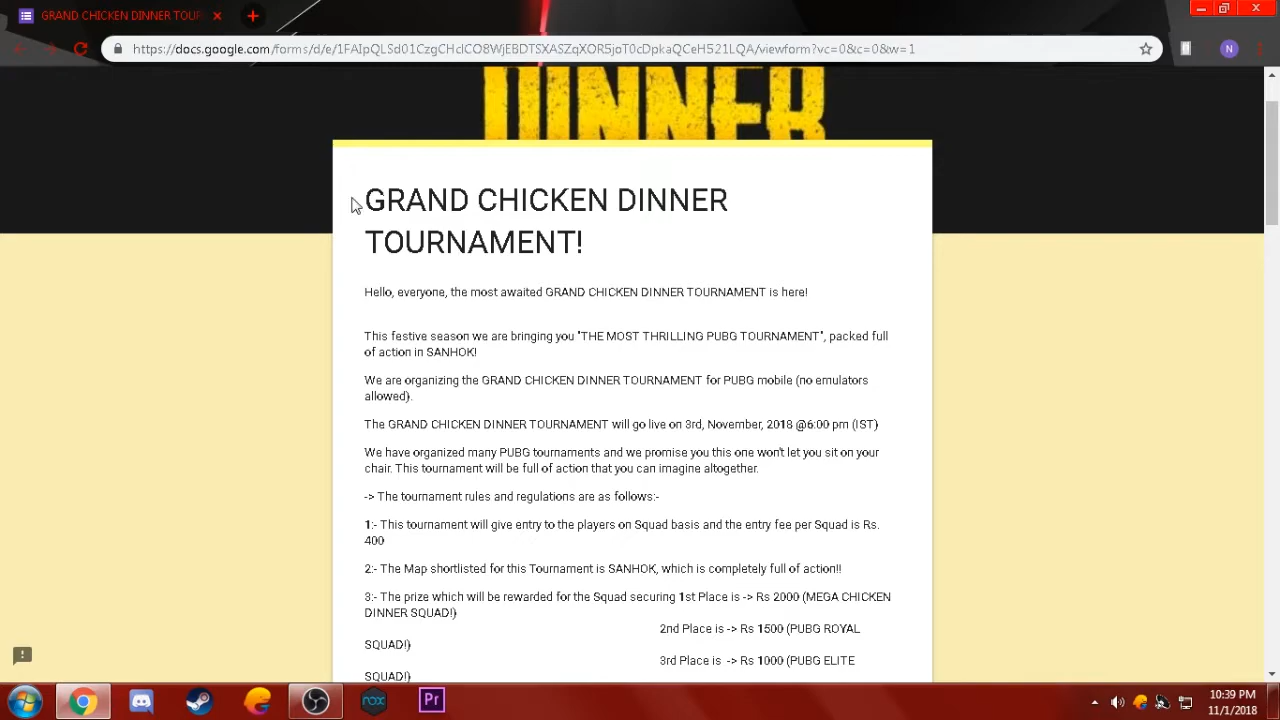 GRAND CHICKEN DINNER TOUR
https://docs.google.com/forms/d/e/1FAIpQLSd01CzgCHclCO8WjEBDTSXASZqXOR5joT0cDpkaQCeH521LQA/viewform?vc=0&c=0&w=1
N
DINNER
GRAND CHICKEN DINNER
TOURNAMENT!
Hello, everyone, the most awaited GRAND CHICKEN DINNER TOURNAMENT is here!
This festive season we are bringing you "THE MOST THRILLING PUBG TOURNAMENT", packed full
of action in SANHOK!
We are organizing the GRAND CHICKEN DINNER TOURNAMENT for PUBG mobile (no emulators
allowed).
The GRAND CHICKEN DINNER TOURNAMENT will go live on 3rd, November, 2018 @6:00 pm (IST)
We have organized many PUBG tournaments and we promise you this one won't let you sit on your
chair. This tournament will be full of action that you can imagine altogether.
-> The tournament rules and regulations are as follows:-
1:- This tournament will give entry to the players on Squad basis and the entry fee per Squad is Rs.
400
2:- The Map shortlisted for this Tournament is SANHOK, which is completely full of action!!
3:- The prize which will be rewarded for the Squad securing 1st Place is -> Rs 2000 (MEGA CHICKEN
DINNER SQUAD!)
2nd Place is -> Rs 1500 (PUBG ROYAL
SQUAD!)
3rd Place is -> Rs 1000 (PUBG ELITE
SQUAD!)
nox
Pr
10:39 PM
11/1/2018